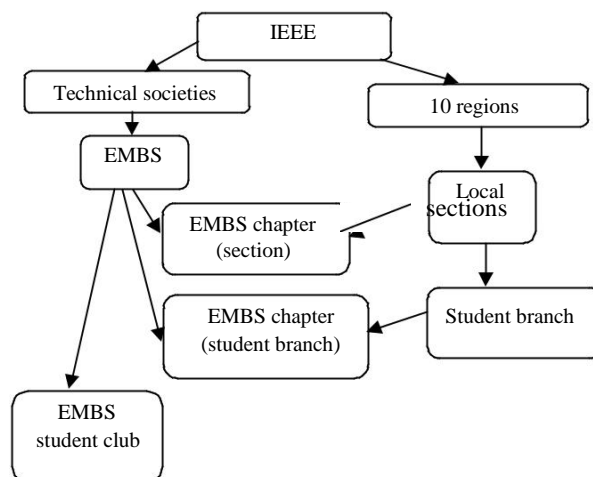 IEEE
Technical societies
10 regions
EMBS
Local
sections
EMBS chapter
(section)
EMBS chapter
(student branch)
Student branch
EMBS
student club